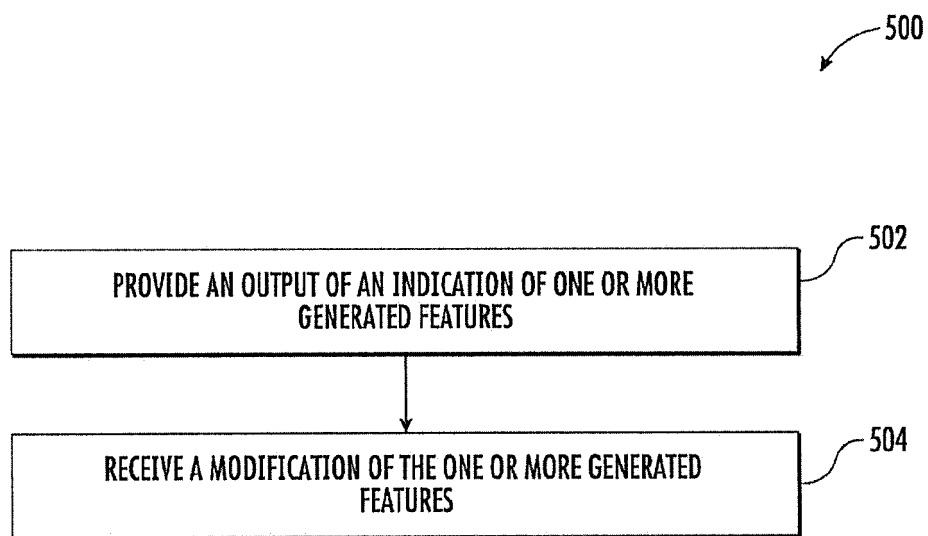 500
502
PROVIDE AN OUTPUT OF AN INDICATION OF ONE OR MORE
GENERATED FEATURES
504
RECEIVE A MODIFICATION OF THE ONE OR MORE GENERATED
FEATURES